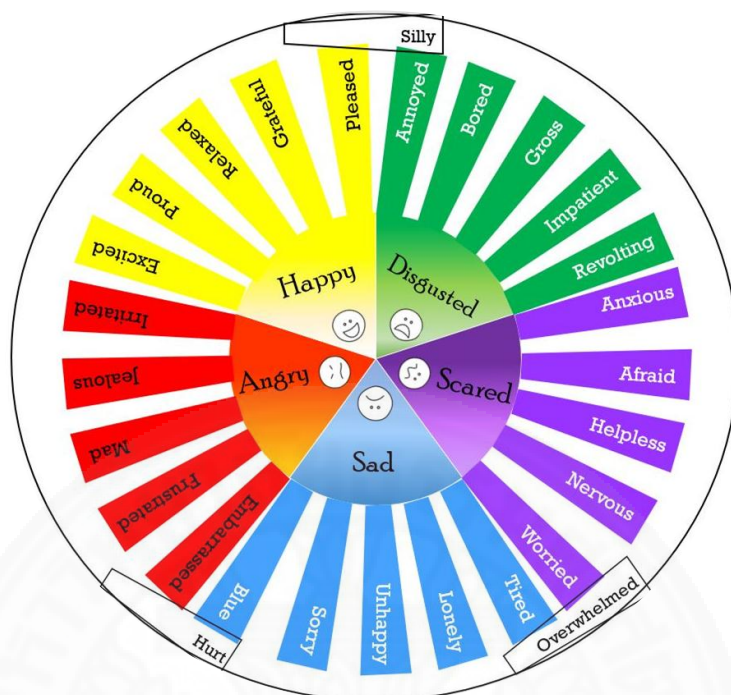 Silly
Pleased
Grateful
Relaxed
Proud
Excited
Happy
Annoyed
Bored
Gross
Impatient
Revolting
Disgusted
Anxious
Afraid
Helpless
Nervous
Worried
Scared
Overwhelmed
Tired
Lonely
Unhappy
Sorry
Blue
Sad
Hurt
Embarrassed
Frustrated
Mad
Jealous
Irritated
Angry